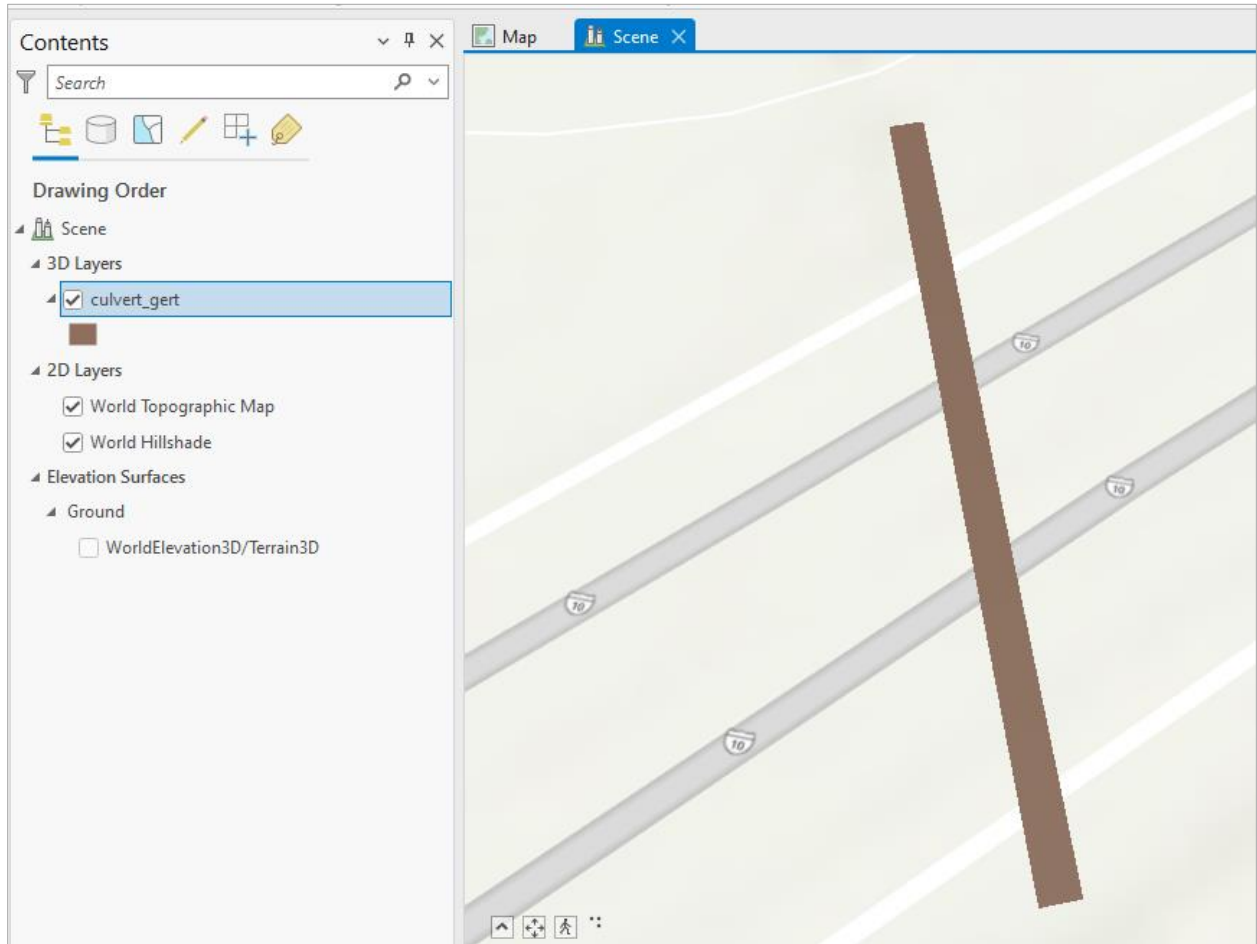 Contents
Map
Scene
Search
Drawing Order
Scene
3D Layers
culvert_gert
2D Layers
World Topographic Map
World Hillshade
Elevation Surfaces
Ground
WorldElevation3D/Terrain3D
10
10
10
10